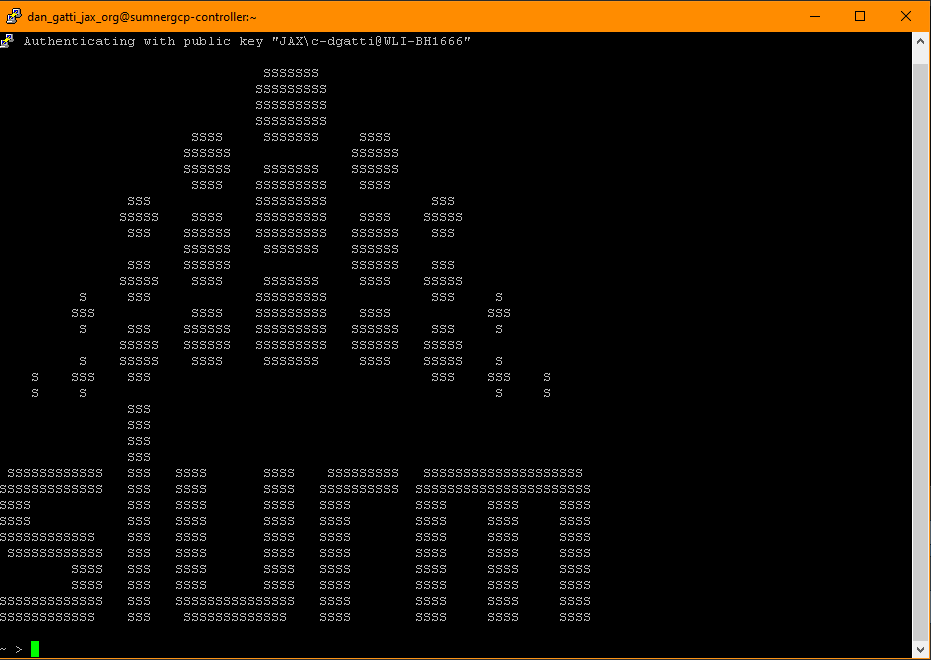 dan_gatti_jax_org@sumnergcp-controller:~
Authenticating with public key "JAX\c-dgatti@WLI-BH1666"
                                 SSSSSSS
                                SSSSSSSSS
                                SSSSSSSSS
                                SSSSSSSSS
                        SSSS     SSSSSSS     SSSS
                       SSSSSS               SSSSSS
                       SSSSSS    SSSSSSS    SSSSSS
                        SSSS    SSSSSSSSS    SSSS
                SSS             SSSSSSSSS             SSS
               SSSSS    SSSS    SSSSSSSSS    SSSS    SSSSS
                SSS    SSSSSS   SSSSSSSSS   SSSSSS    SSS
                       SSSSSS    SSSSSSS    SSSSSS
                SSS    SSSSSS               SSSSSS    SSS
               SSSSS    SSSS     SSSSSSS     SSSS    SSSSS
          S     SSS             SSSSSSSSS             SSS     S
         SSS            SSSS    SSSSSSSSS    SSSS            SSS
          S     SSS    SSSSSS   SSSSSSSSS   SSSSSS    SSS     S
               SSSSS   SSSSSS   SSSSSSSSS   SSSSSS   SSSSS
          S    SSSSS    SSSS     SSSSSSS     SSSS    SSSSS    S
    S    SSS    SSS                                   SSS    SSS    S
    S     S                                                   S     S
                SSS
                SSS
                SSS
                SSS
 SSSSSSSSSSSS   SSS   SSSS       SSSS    SSSSSSSSS   SSSSSSSSSSSSSSSSSSSS
SSSSSSSSSSSSS   SSS   SSSS       SSSS   SSSSSSSSSS  SSSSSSSSSSSSSSSSSSSSSS
SSSS            SSS   SSSS       SSSS   SSSS        SSSS     SSSS     SSSS
SSSS            SSS   SSSS       SSSS   SSSS        SSSS     SSSS     SSSS
SSSSSSSSSSSS    SSS   SSSS       SSSS   SSSS        SSSS     SSSS     SSSS
 SSSSSSSSSSSS   SSS   SSSS       SSSS   SSSS        SSSS     SSSS     SSSS
         SSSS   SSS   SSSS       SSSS   SSSS        SSSS     SSSS     SSSS
         SSSS   SSS   SSSS       SSSS   SSSS        SSSS     SSSS     SSSS
SSSSSSSSSSSSS   SSS   SSSSSSSSSSSSSSS   SSSS        SSSS     SSSS     SSSS
SSSSSSSSSSSS    SSS    SSSSSSSSSSSSS    SSSS        SSSS     SSSS     SSSS
~ >